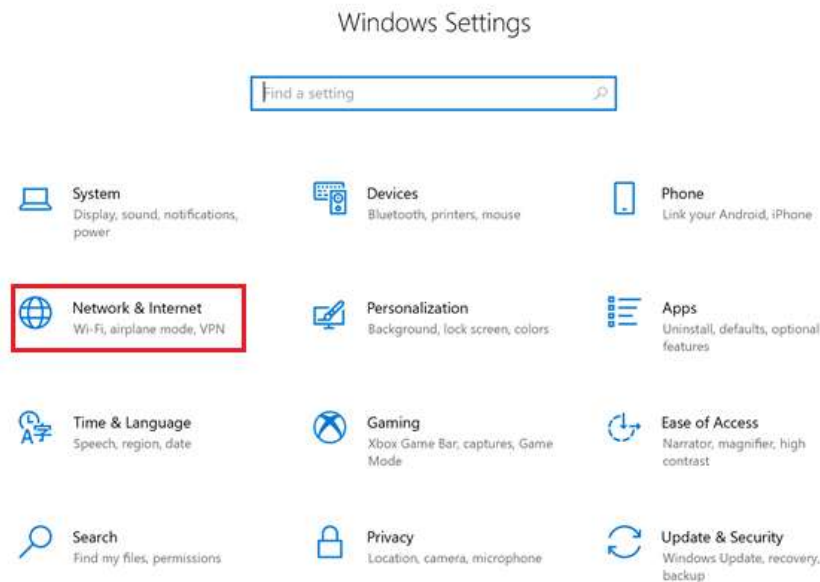 Windows Settings
Find a setting
System
Display, sound, notifications,
power
Devices
Bluetooth, printers, mouse
Phone
Link your Android, iPhone
Network & Internet
Wi-Fi, airplane mode, VPN
Personalization
Background, lock screen, colors
Apps
Uninstall, defaults, optional
features
Time & Language
Speech, region, date
Gaming
Xbox Game Bar, captures, Game
Mode
Ease of Access
Narrator, magnifier, high
contrast
Search
Find my files, permissions
Privacy
Location, camera, microphone
Update & Security
Windows Update, recovery,
backup